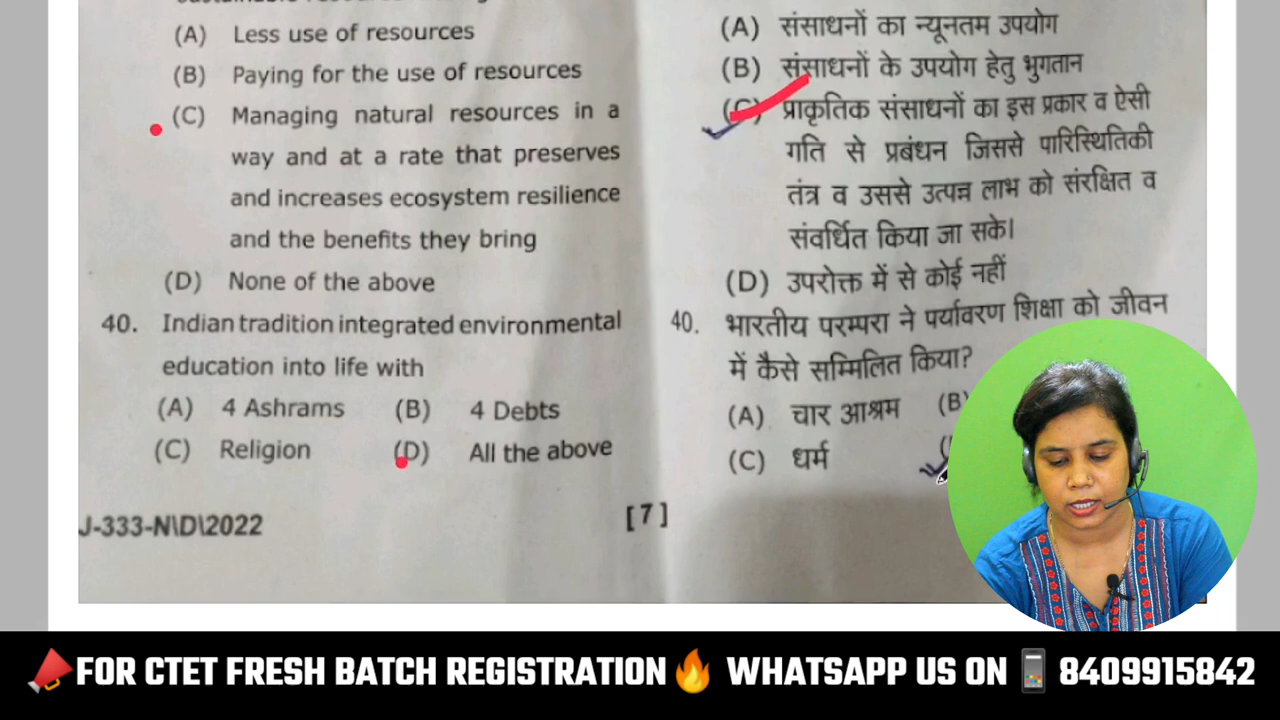 (A) Less use of resources
(B) Paying for the use of resources
(C) Managing natural resources in a
way and at a rate that preserves
and increases ecosystem resilience
and the benefits they bring
(D) None of the above
40. Indian tradition integrated environmental
education into life with
(A) 4 Ashrams (B) 4 Debts
(C) Religion (D) All the above
J-333-N\D\2022
[7]
(A) संसाधनों का न्यूनतम उपयोग
(B) संसाधनों के उपयोग हेतु भुगतान
(C) प्राकृतिक संसाधनों का इस प्रकार व ऐसी
गति से प्रबंधन जिससे पारिस्थितिकी
तंत्र व उससे उत्पन्न लाभ को संरक्षित व
संवर्धित किया जा सके।
(D) उपरोक्त में से कोई नहीं
40. भारतीय परम्परा ने पर्यावरण शिक्षा को जीवन
में कैसे सम्मिलित किया?
(A) चार आश्रम (B)
(C) धर्म
FOR CTET FRESH BATCH REGISTRATION WHATSAPP US ON 8409915842